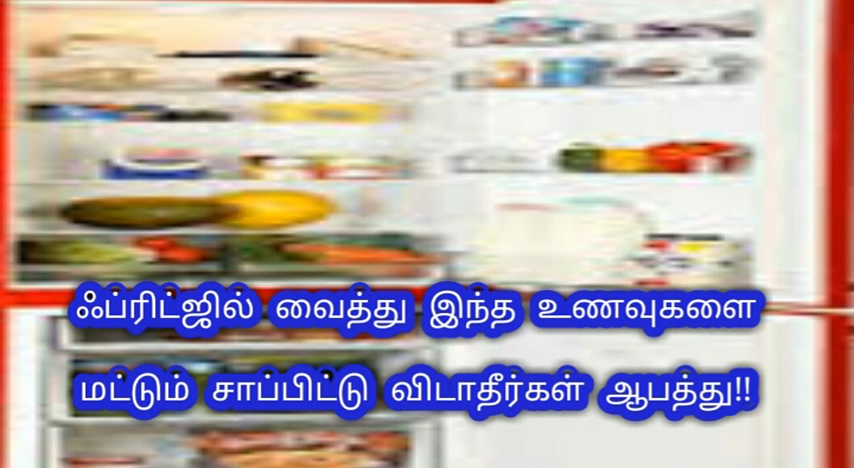 ஃப்ரிட்ஜில் வைத்து இந்த உணவுகளை
மட்டும் சாப்பிட்டு விடாதீர்கள் ஆபத்து!!